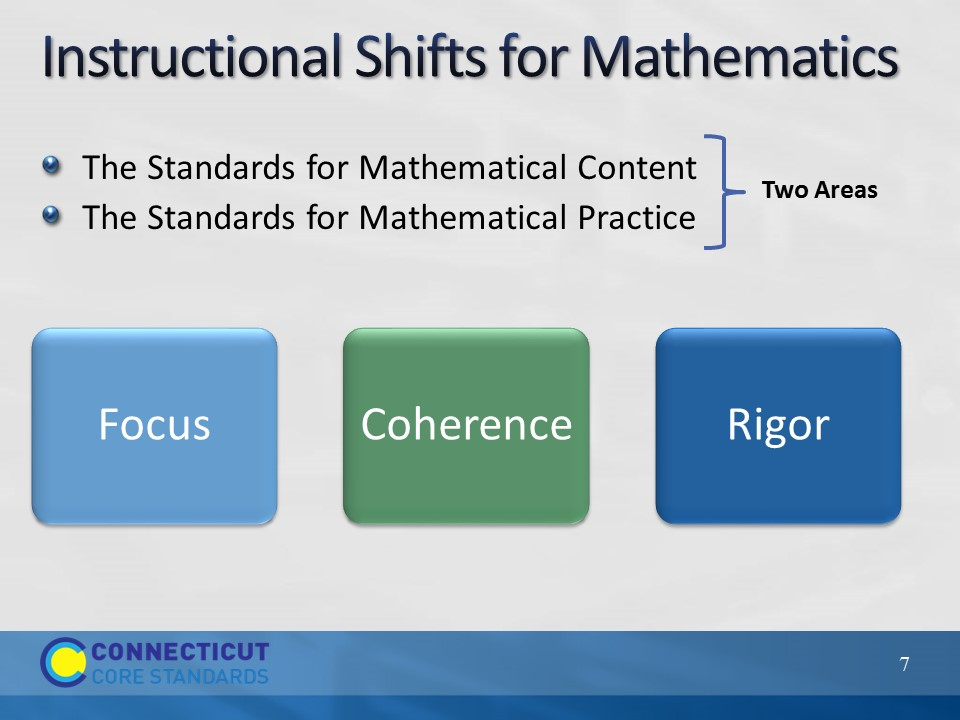 Instructional Shifts for Mathematics
The Standards for Mathematical Content
The Standards for Mathematical Practice
Two Areas
Focus
Coherence
Rigor
CONNECTICUT
CORE STANDARDS
7